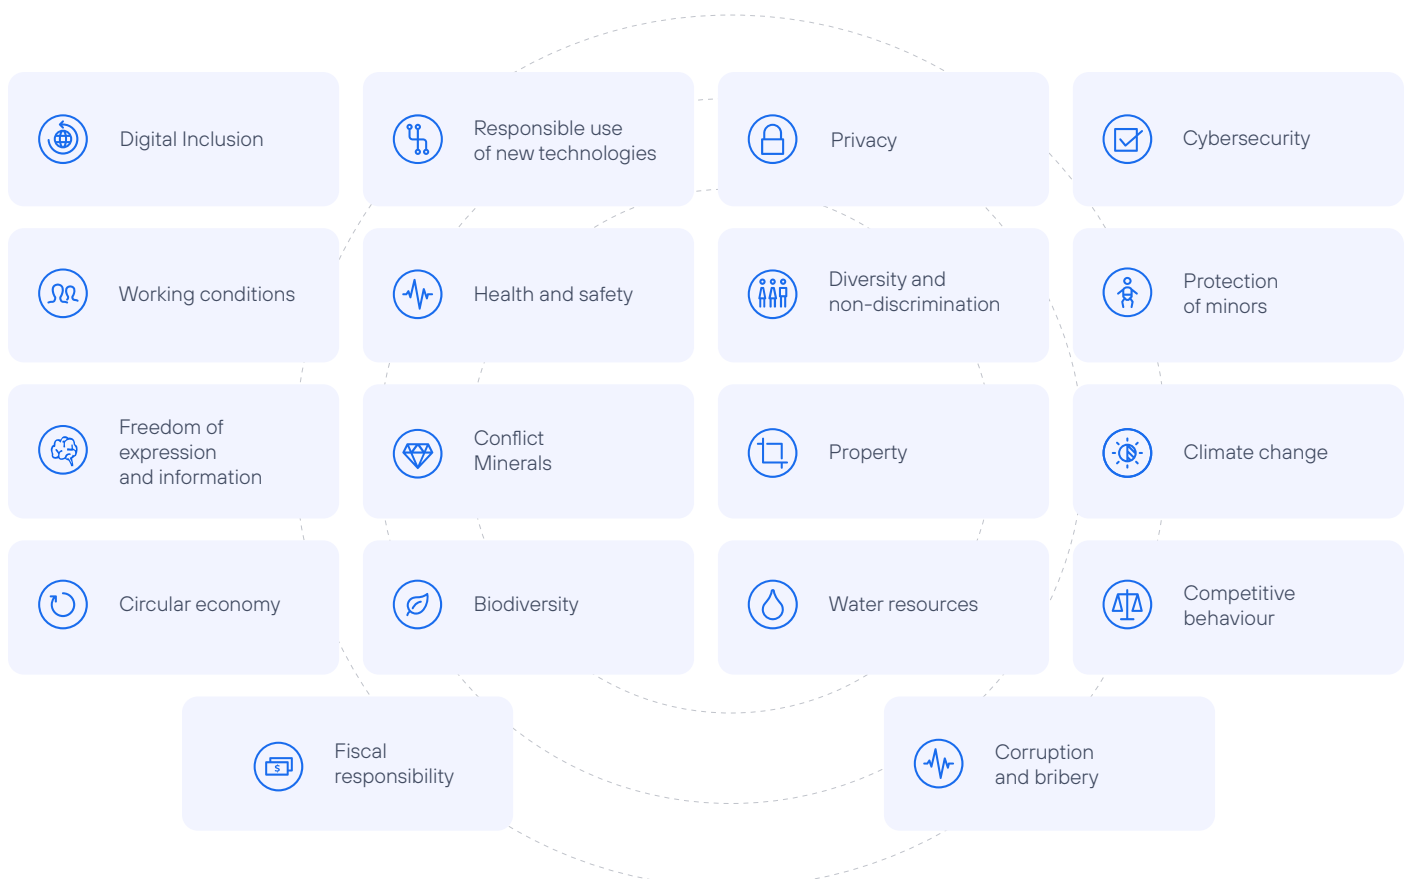 Digital Inclusion
Responsible use
of new technologies
Privacy
Cybersecurity
Working conditions
Health and safety
Diversity and
non-discrimination
Protection
of minors
Freedom of
expression
and information
Conflict
Minerals
Property
Climate change
Circular economy
Biodiversity
Water resources
Competitive
behaviour
$
Fiscal
responsibility
Corruption
and bribery